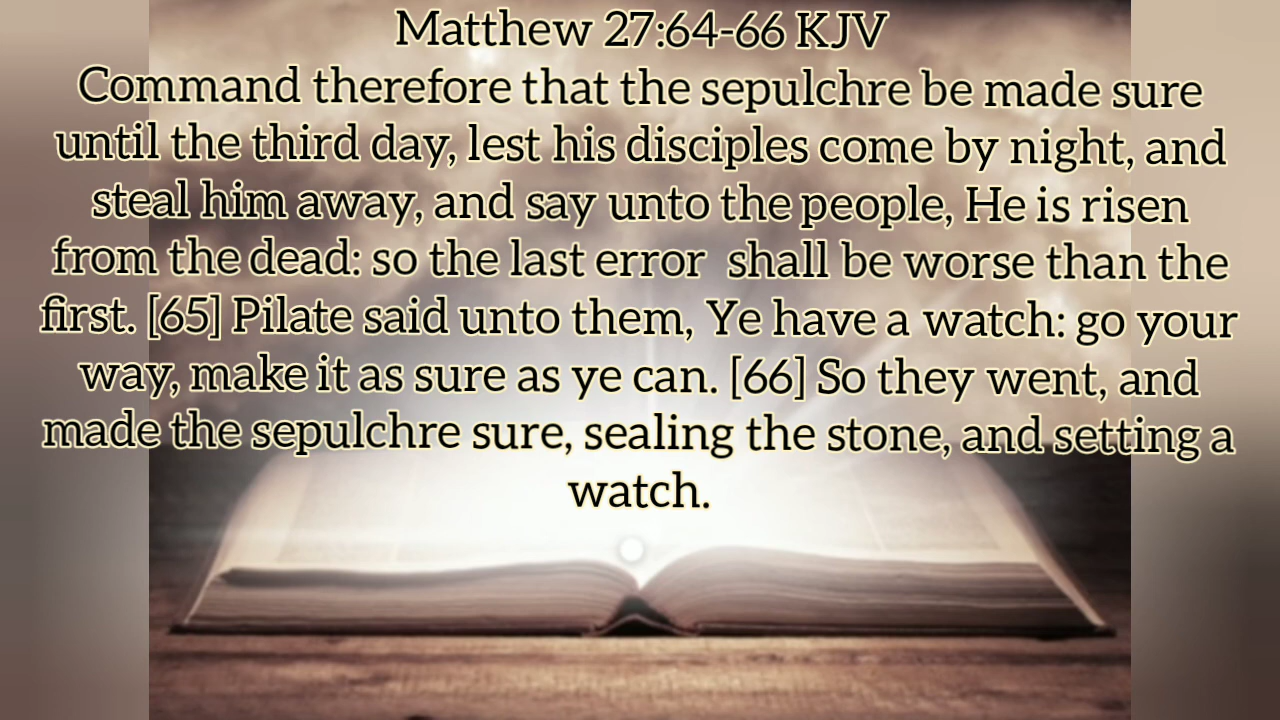 Matthew 27:64-66 KJV
Command therefore that the sepulchre be made sure
until the third day, lest his disciples come by night, and
steal him away, and say unto the people, He is risen
from the dead: so the last error  shall be worse than the
first. [65] Pilate said unto them, Ye have a watch: go your
way, make it as sure as ye can. [66] So they went, and
made the sepulchre sure, sealing the stone, and setting a
watch.